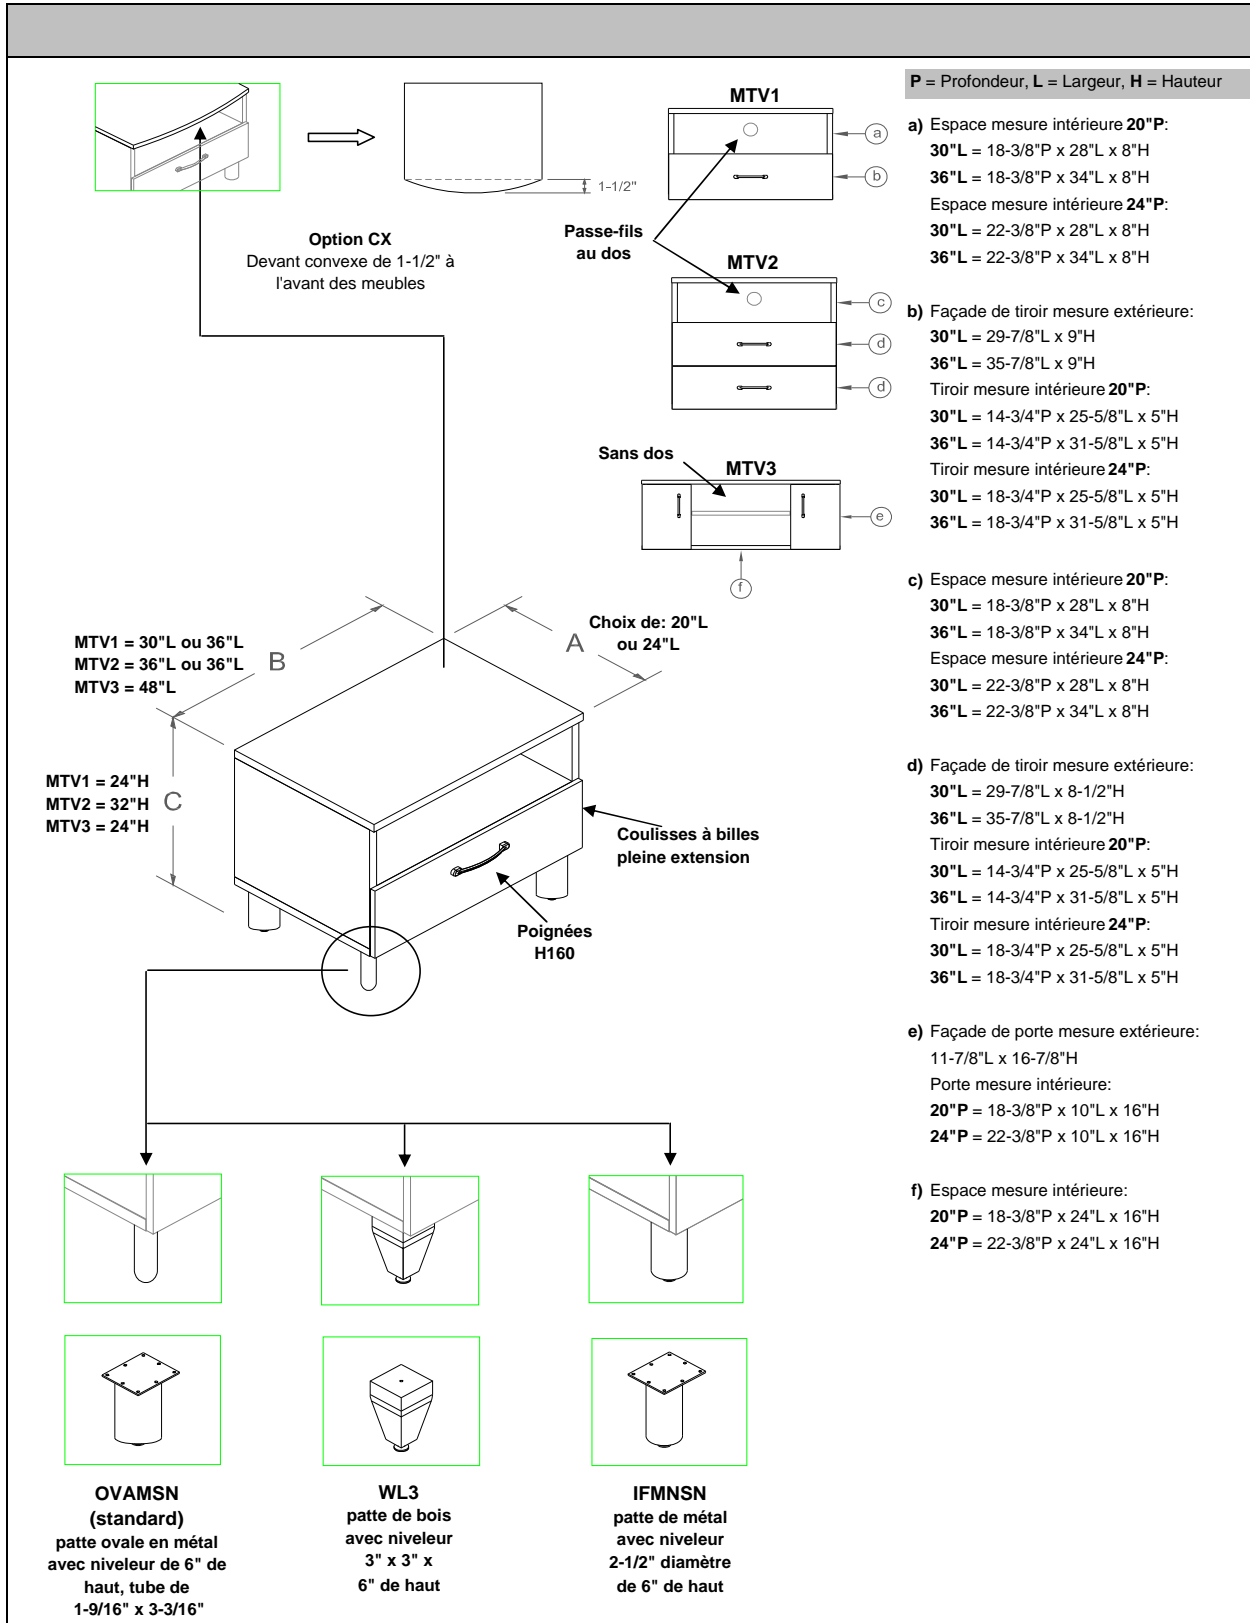 MTV1
a
b
1-1/2"
Option CX
Devant convexe de 1-1/2" à
l'avant des meubles
Passe-fils
au dos
MTV2
c
d
d
Sans dos
MTV3
e
f
MTV1 = 30"L ou 36"L
MTV2 = 36"L ou 36"L
MTV3 = 48"L
B
A
Choix de: 20"L
ou 24"L
MTV1 = 24"H
MTV2 = 32"H
MTV3 = 24"H
C
Coulisses à billes
pleine extension
Poignées
H160
OVAMSN
(standard)
patte ovale en métal
avec niveleur de 6" de
haut, tube de
1-9/16" x 3-3/16"
WL3
patte de bois
avec niveleur
3" x 3" x
6" de haut
IFMNSN
patte de métal
avec niveleur
2-1/2" diamètre
de 6" de haut
P = Profondeur, L = Largeur, H = Hauteur
a) Espace mesure intérieure 20"P:
30"L = 18-3/8"P x 28"L x 8"H
36"L = 18-3/8"P x 34"L x 8"H
Espace mesure intérieure 24"P:
30"L = 22-3/8"P x 28"L x 8"H
36"L = 22-3/8"P x 34"L x 8"H
b) Façade de tiroir mesure extérieure:
30"L = 29-7/8"L x 9"H
36"L = 35-7/8"L x 9"H
Tiroir mesure intérieure 20"P:
30"L = 14-3/4"P x 25-5/8"L x 5"H
36"L = 14-3/4"P x 31-5/8"L x 5"H
Tiroir mesure intérieure 24"P:
30"L = 18-3/4"P x 25-5/8"L x 5"H
36"L = 18-3/4"P x 31-5/8"L x 5"H
c) Espace mesure intérieure 20"P:
30"L = 18-3/8"P x 28"L x 8"H
36"L = 18-3/8"P x 34"L x 8"H
Espace mesure intérieure 24"P:
30"L = 22-3/8"P x 28"L x 8"H
36"L = 22-3/8"P x 34"L x 8"H
d) Façade de tiroir mesure extérieure:
30"L = 29-7/8"L x 8-1/2"H
36"L = 35-7/8"L x 8-1/2"H
Tiroir mesure intérieure 20"P:
30"L = 14-3/4"P x 25-5/8"L x 5"H
36"L = 14-3/4"P x 31-5/8"L x 5"H
Tiroir mesure intérieure 24"P:
30"L = 18-3/4"P x 25-5/8"L x 5"H
36"L = 18-3/4"P x 31-5/8"L x 5"H
e) Façade de porte mesure extérieure:
11-7/8"L x 16-7/8"H
Porte mesure intérieure:
20"P = 18-3/8"P x 10"L x 16"H
24"P = 22-3/8"P x 10"L x 16"H
f) Espace mesure intérieure:
20"P = 18-3/8"P x 24"L x 16"H
24"P = 22-3/8"P x 24"L x 16"H